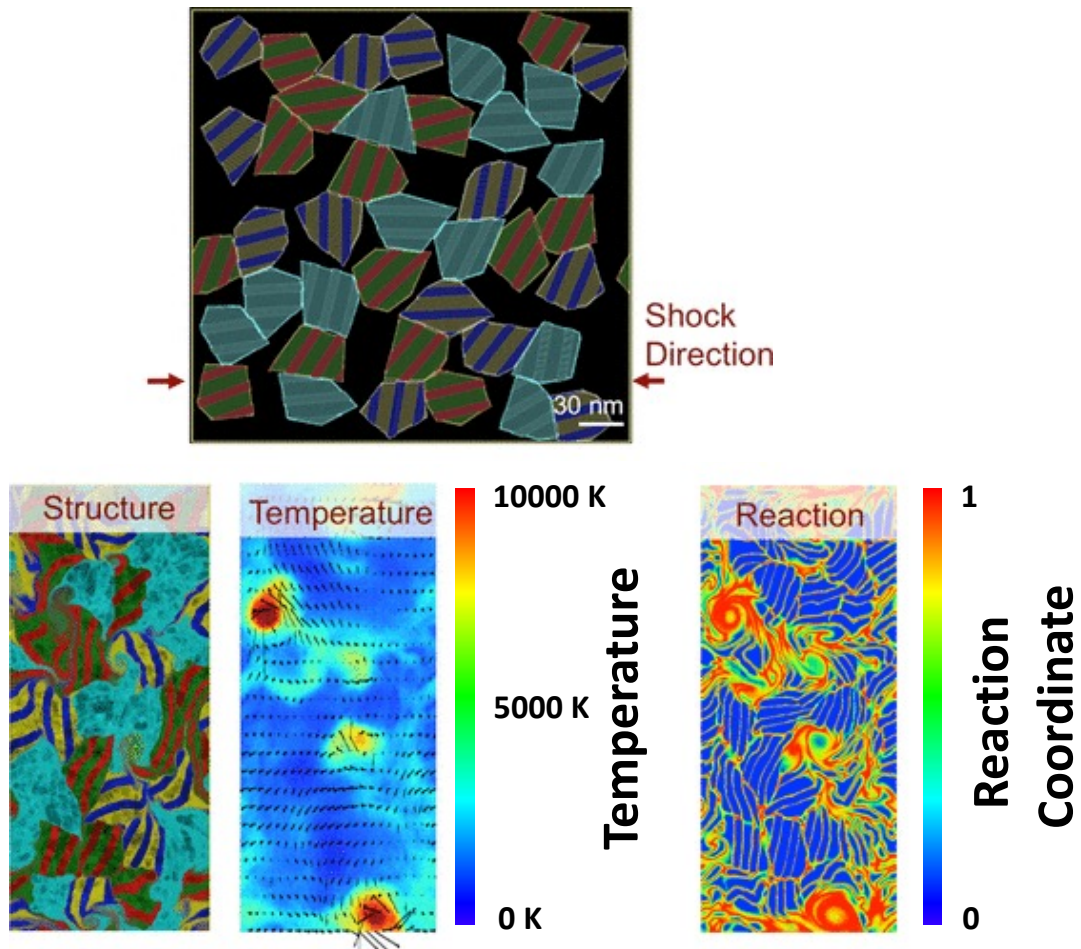 Shock
Direction
30 nm
Structure
Temperature
10000 K
5000 K
0 K
Temperature
Reaction
1
0
Reaction
Coordinate